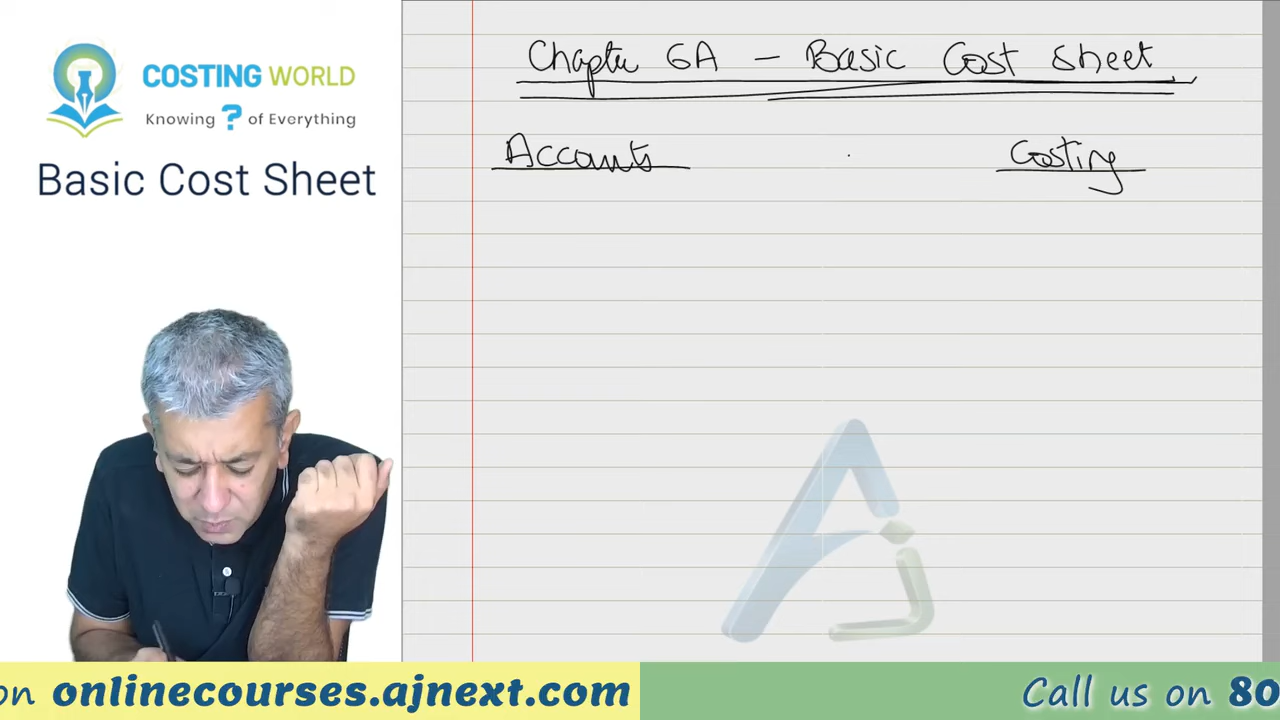 COSTING WORLD
Knowing ? of Everything
Basic Cost Sheet
Chapter 6A - Basic Cost Sheet
Accounts
Costing
on onlinecourses.ajnext.com
Call us on 80